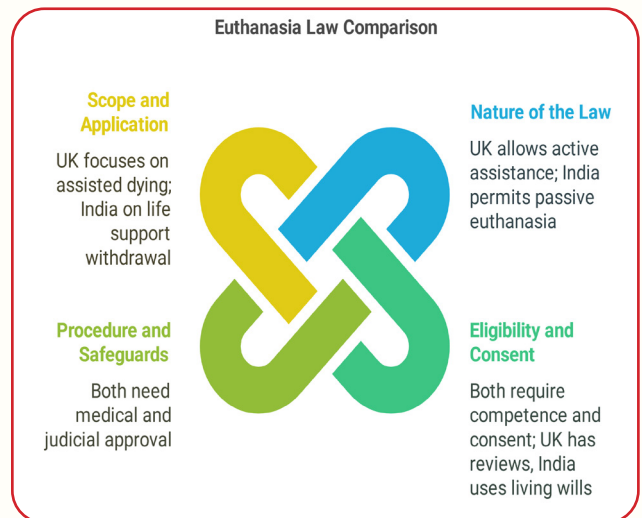 Euthanasia Law Comparison
Scope and
Application
UK focuses on
assisted dying;
India on life
support
withdrawal
Nature of the Law
UK allows active
assistance; India
permits passive
euthanasia
Procedure and
Safeguards
Both need
medical and
judicial approval
Eligibility and
Consent
Both require
competence and
consent; UK has
reviews, India
uses living wills